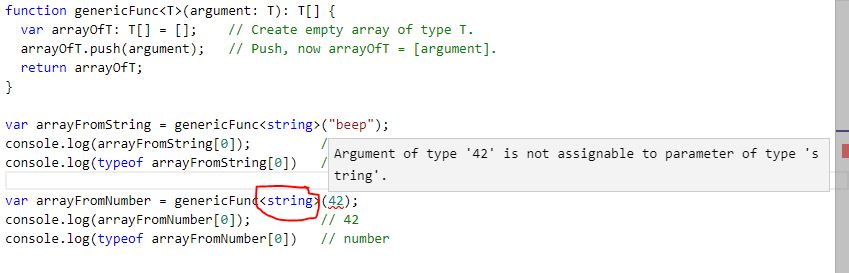 function genericFunc<T>(argument: T): T[] {
  var arrayOfT: T[] = [];    // Create empty array of type T.
  arrayOfT.push(argument);   // Push, now arrayOfT = [argument].
  return arrayOfT;
}
var arrayFromString = genericFunc<string>("beep");
console.log(arrayFromString[0]);         /
console.log(typeof arrayFromString[0])   /
Argument of type '42' is not assignable to parameter of type 's
tring'.
var arrayFromNumber = genericFunc<string>(42);
console.log(arrayFromNumber[0]);         // 42
console.log(typeof arrayFromNumber[0])   // number